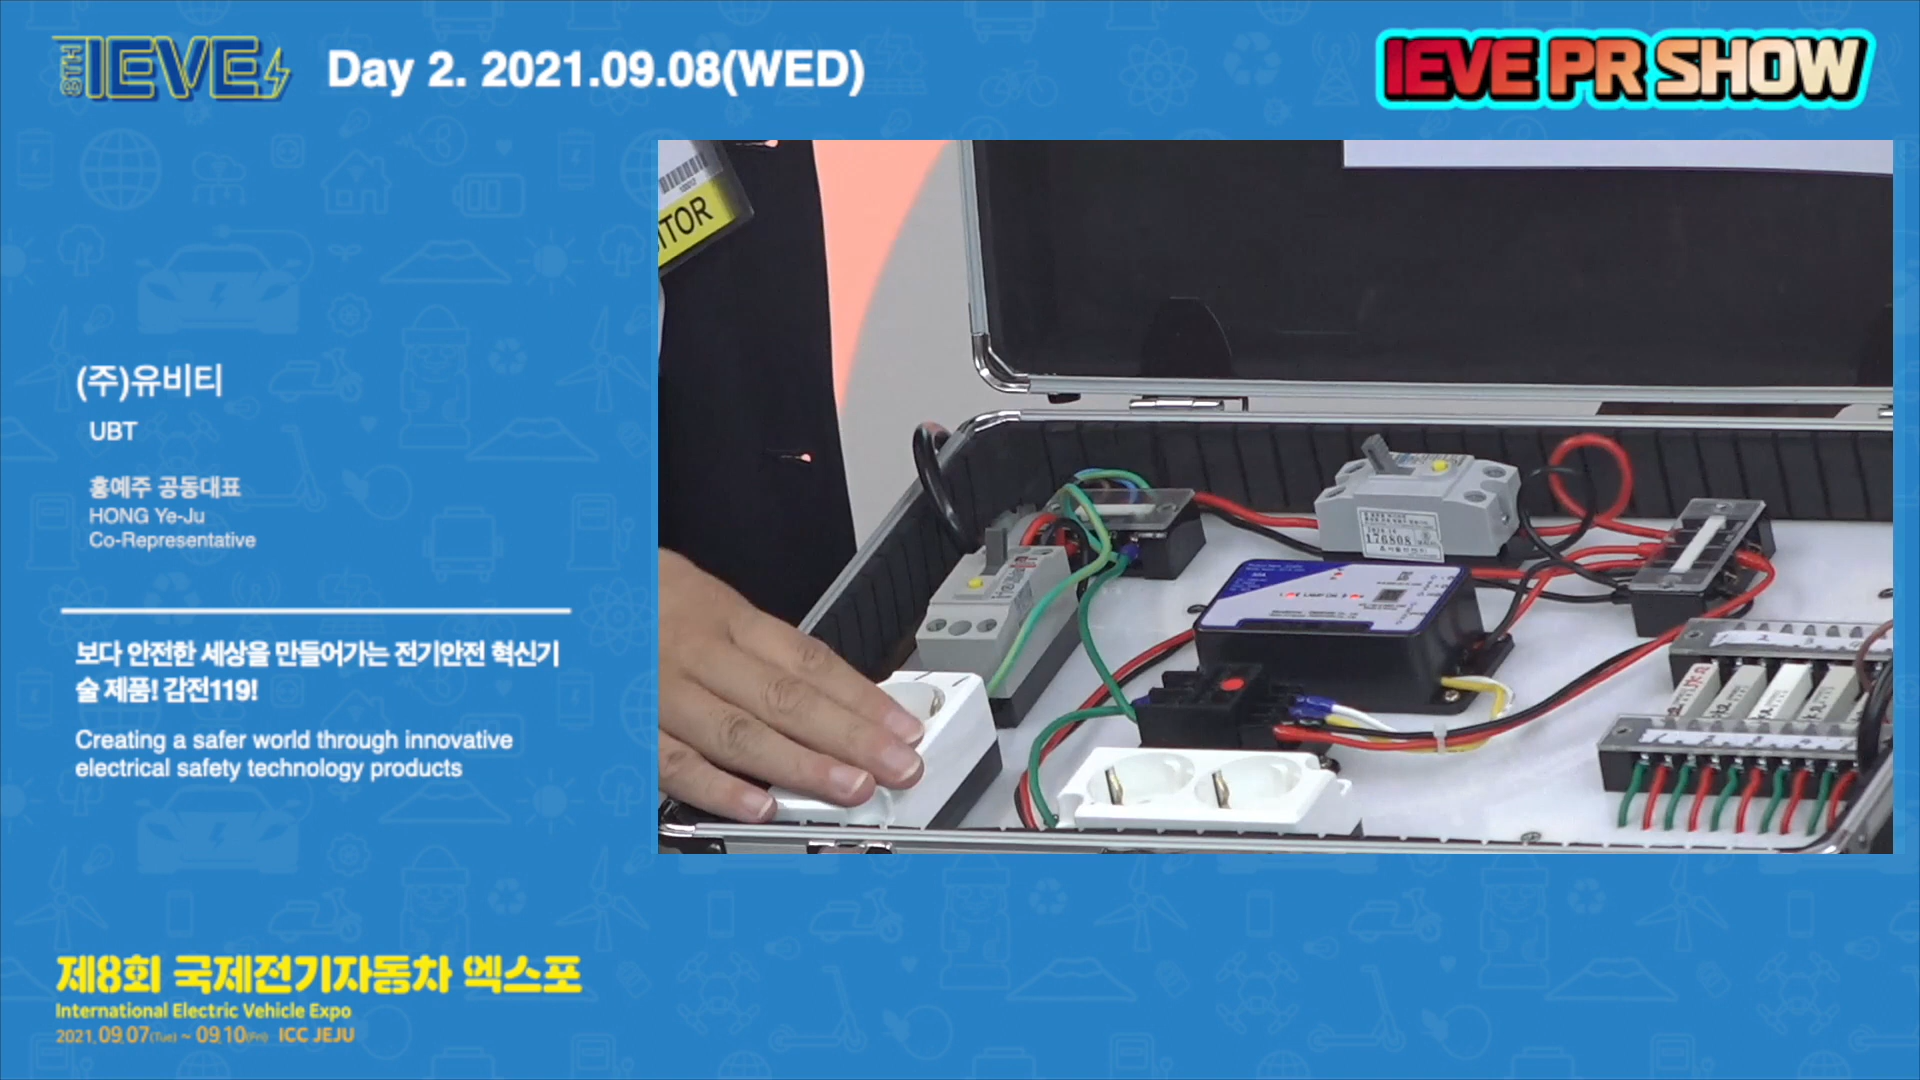 8TH IEVE
Day 2. 2021.09.08(WED)
IEVE PR SHOW
(주)유비티
UBT
홍예주 공동대표
HONG Ye-Ju
Co-Representative
보다 안전한 세상을 만들어가는 전기안전 혁신기
술 제품! 감전119!
Creating a safer world through innovative
electrical safety technology products
ITOR
176808
제8회 국제전기자동차 엑스포
International Electric Vehicle Expo
2021. 09.07(Tue) ~ 09.10(Fri) ICC JEJU